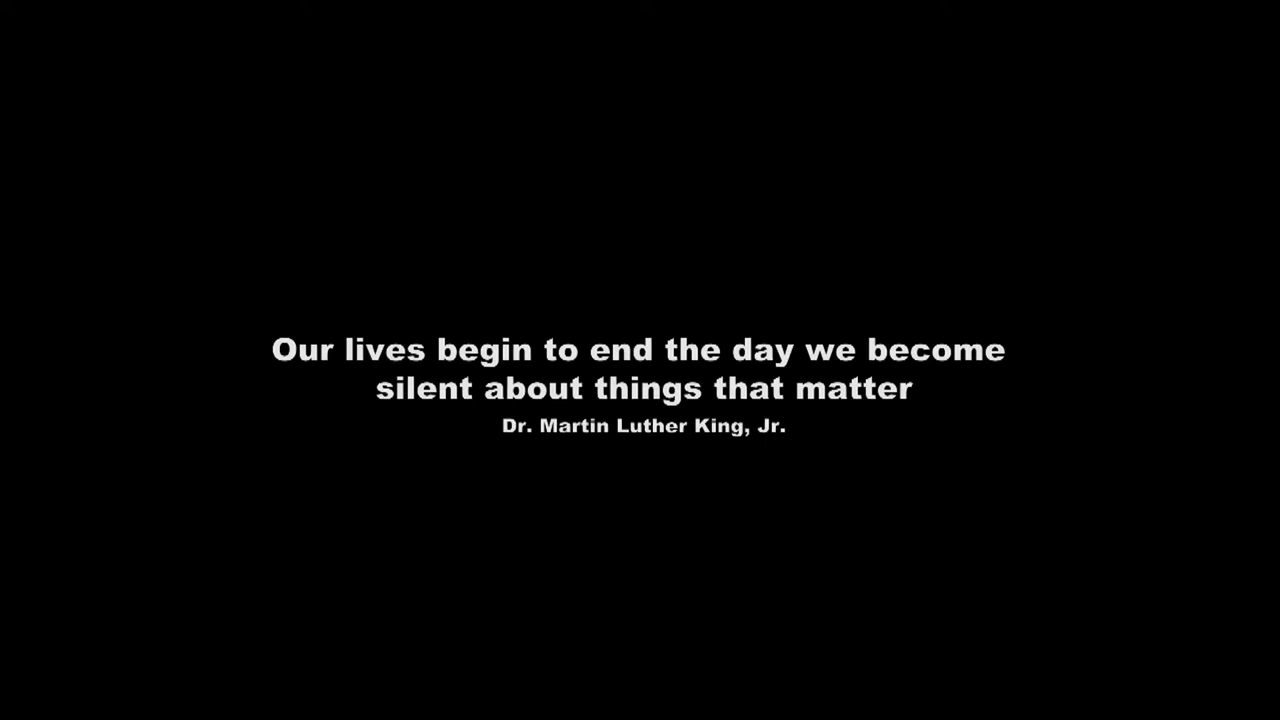 Our lives begin to end the day we become
silent about things that matter
Dr. Martin Luther King, Jr.